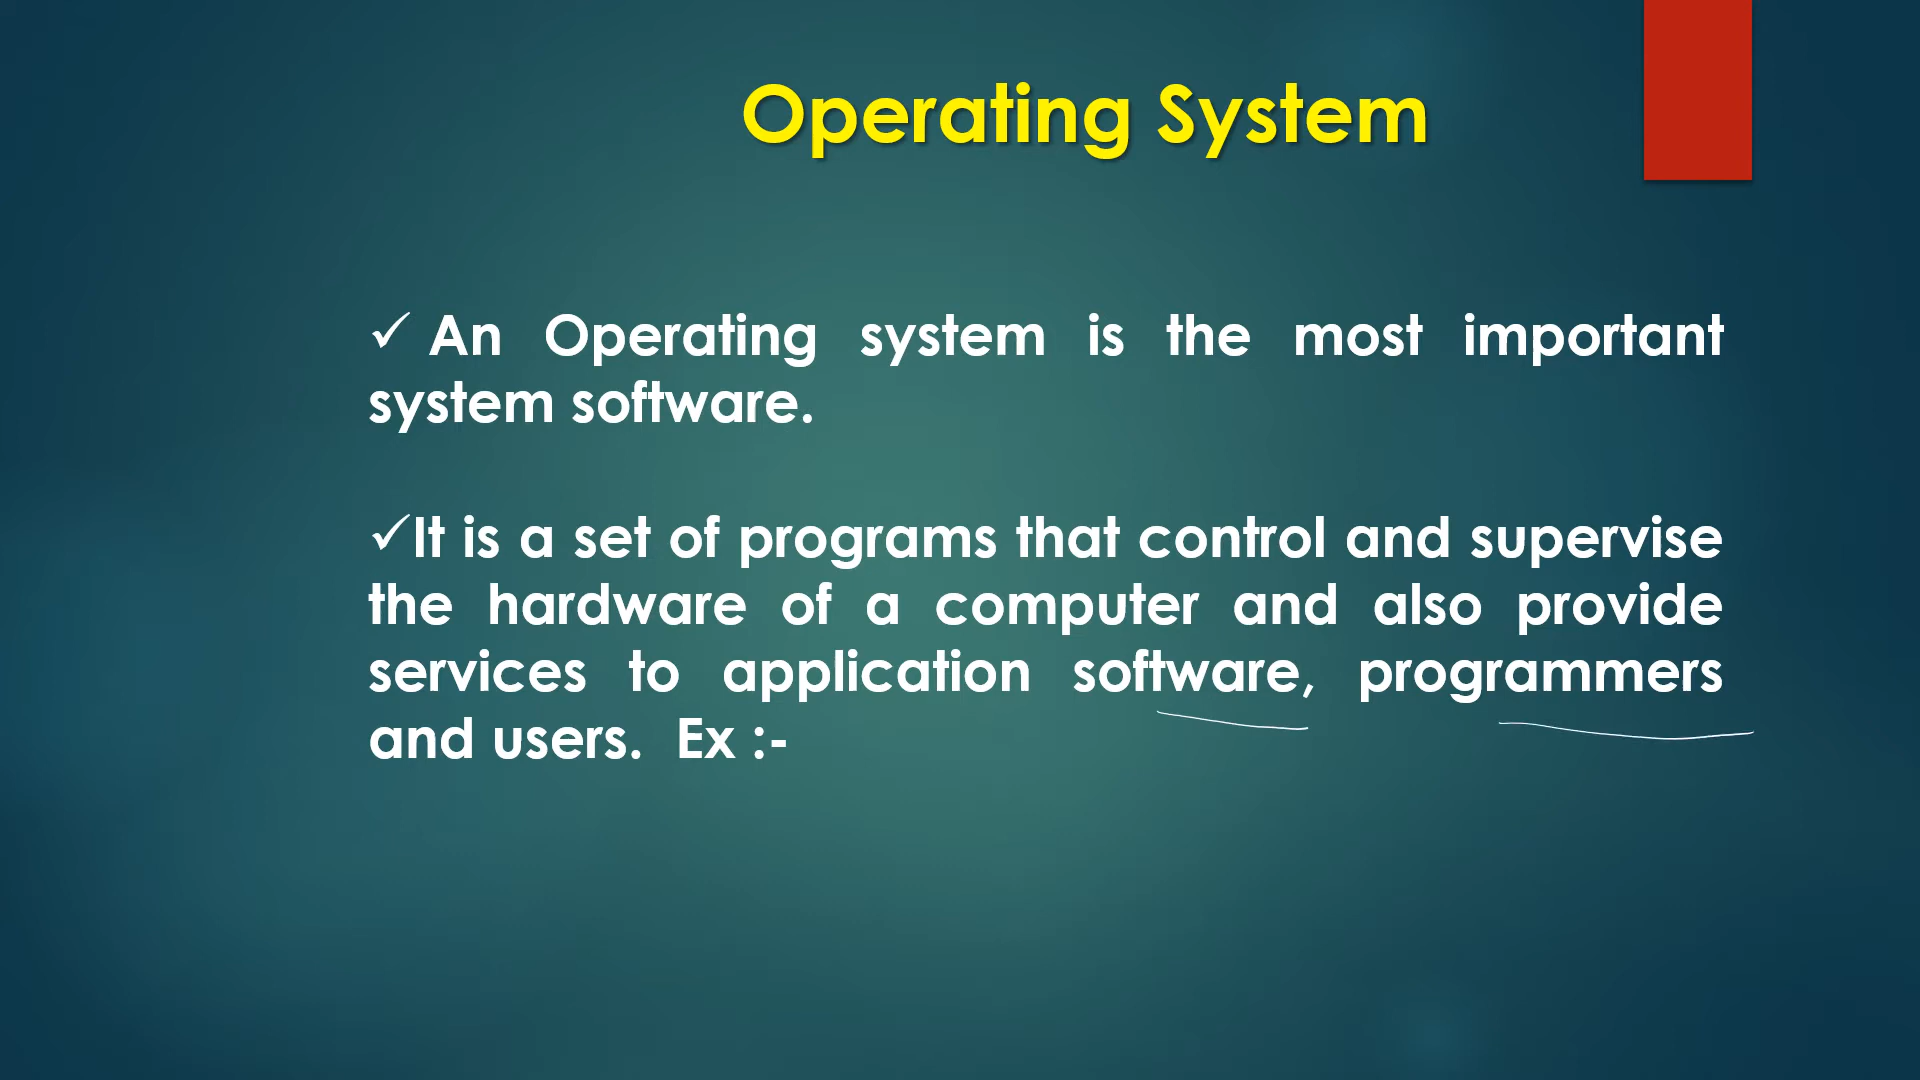 Operating System
✓ An Operating system is the most important
system software.
✓It is a set of programs that control and supervise
the hardware of a computer and also provide
services to application software, programmers
and users. Ex :-